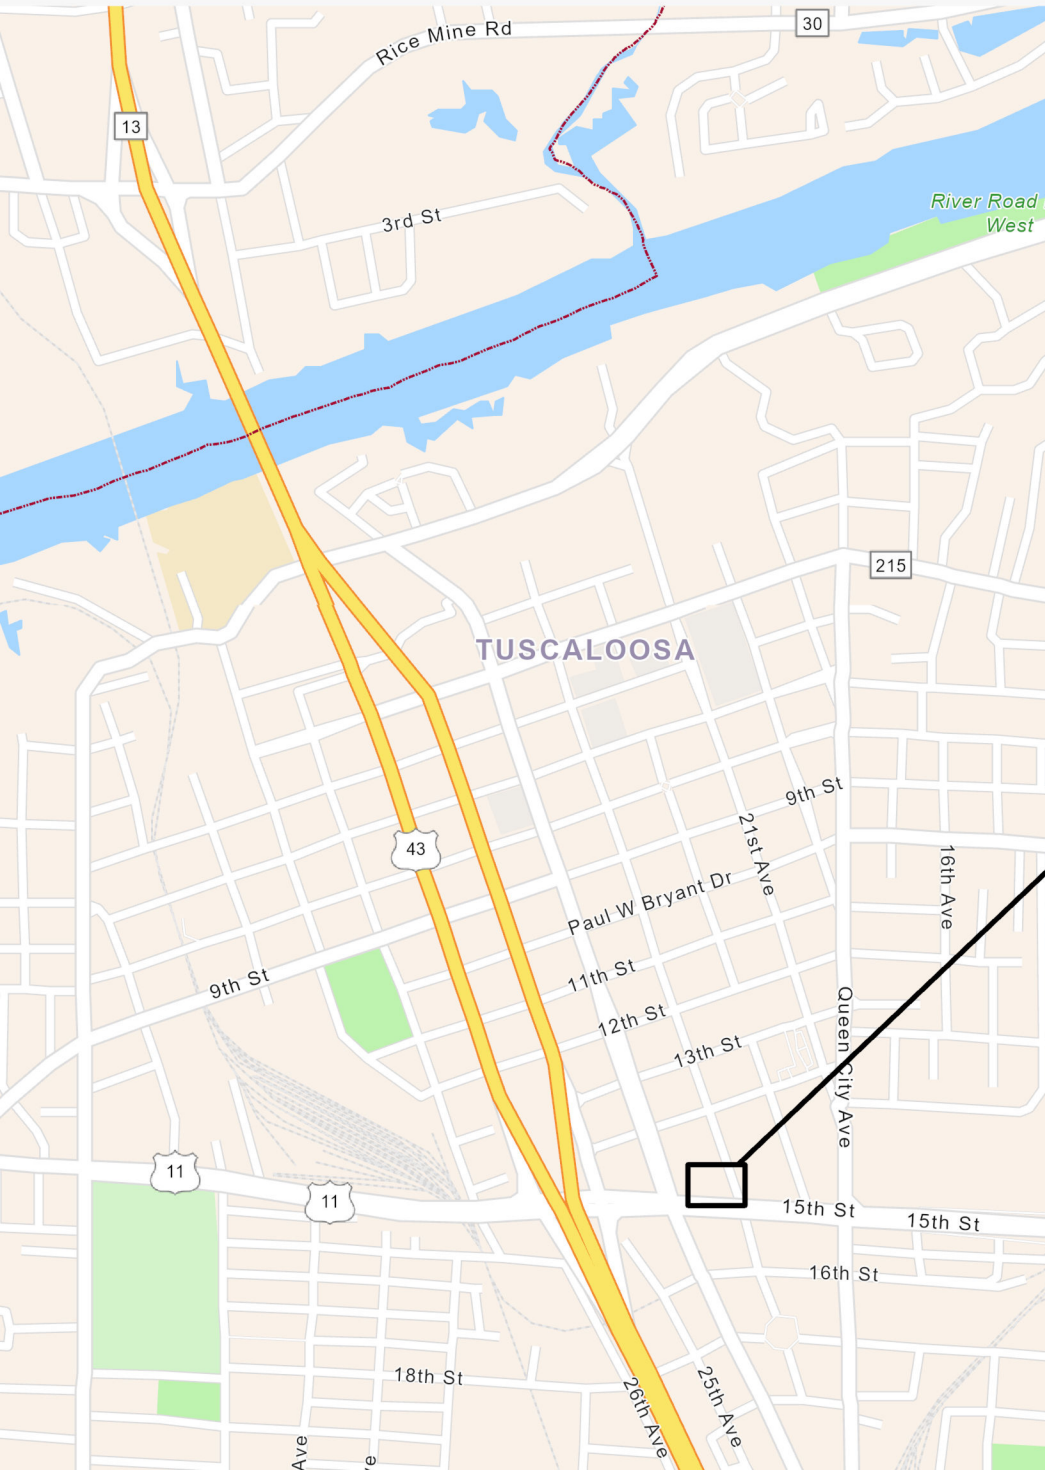 30
Rice Mine Rd
13
River Road
West
3rd St
215
TUSCALOOSA
9th St
21st Ave
43
16th Ave
Paul W Bryant Dr
11th St
9th St
12th St
Queen City Ave
13th St
11
11
15th St
15th St
16th St
18th St
25th Ave
26th Ave
Ave
ve